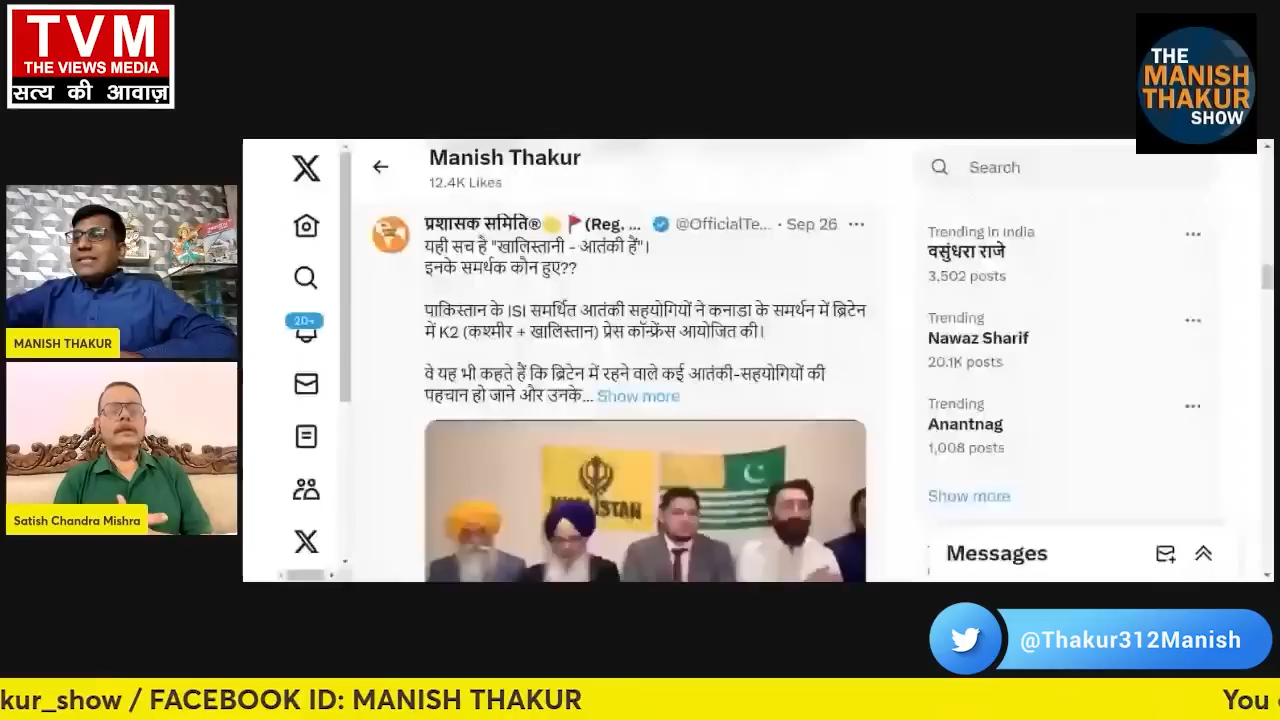 TVM
THE VIEWS MEDIA
सत्य की आवाज़
THE
MANISH
THAKUR
SHOW
MANISH THAKUR
Satish Chandra Mishra
Manish Thakur
12.4K Likes
प्रशासक समिति® (Reg. ... @OfficialTe... · Sep 26
यही सच है "खालिस्तानी - आतंकी हैं"।
इनके समर्थक कौन हुए??
पाकिस्तान के ISI समर्थित आतंकी सहयोगियों ने कनाडा के समर्थन में ब्रिटेन
में K2 (कश्मीर + खालिस्तान) प्रेस कॉन्फ्रेंस आयोजित की।
वे यह भी कहते हैं कि ब्रिटेन में रहने वाले कई आतंकी-सहयोगियों की
पहचान हो जाने और उनके... Show more
20+
Search
Trending in India
वसुंधरा राजे
3,502 posts
Trending
Nawaz Sharif
20.1K posts
Trending
Anantnag
1,008 posts
Show more
Messages
@Thakur312Manish
kur_show / FACEBOOK ID: MANISH THAKUR
You